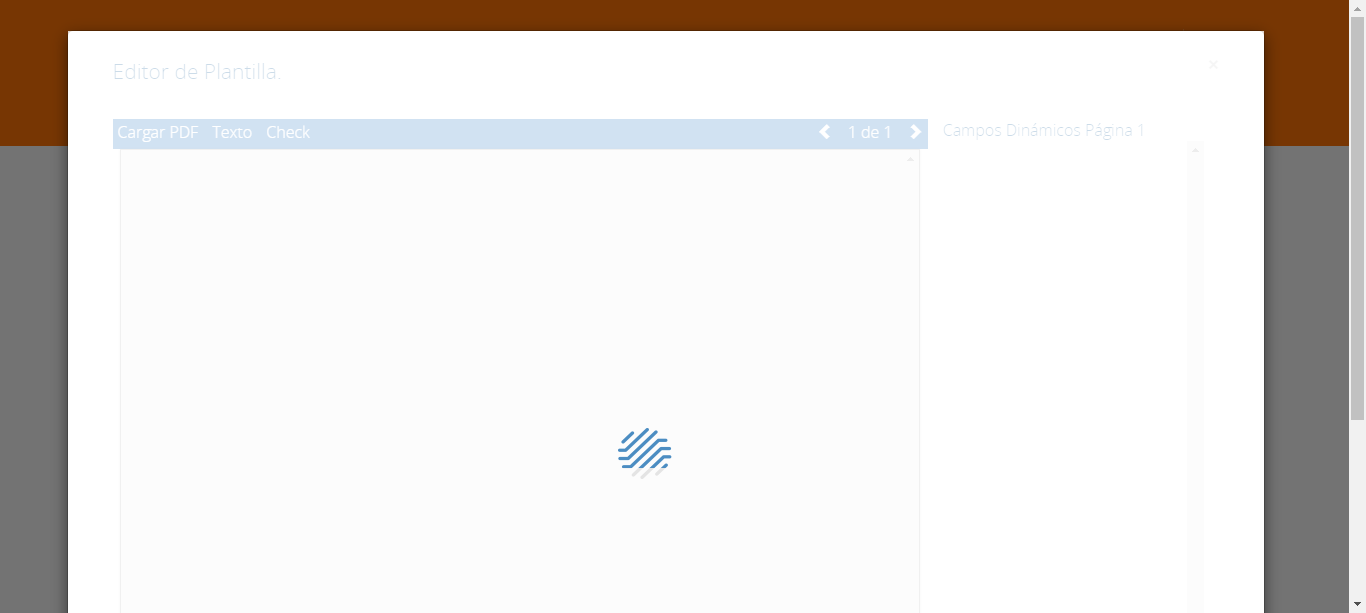 Editor de Plantilla.
×
Cargar PDF Texto Check 1 de 1
Campos Dinámicos Página 1